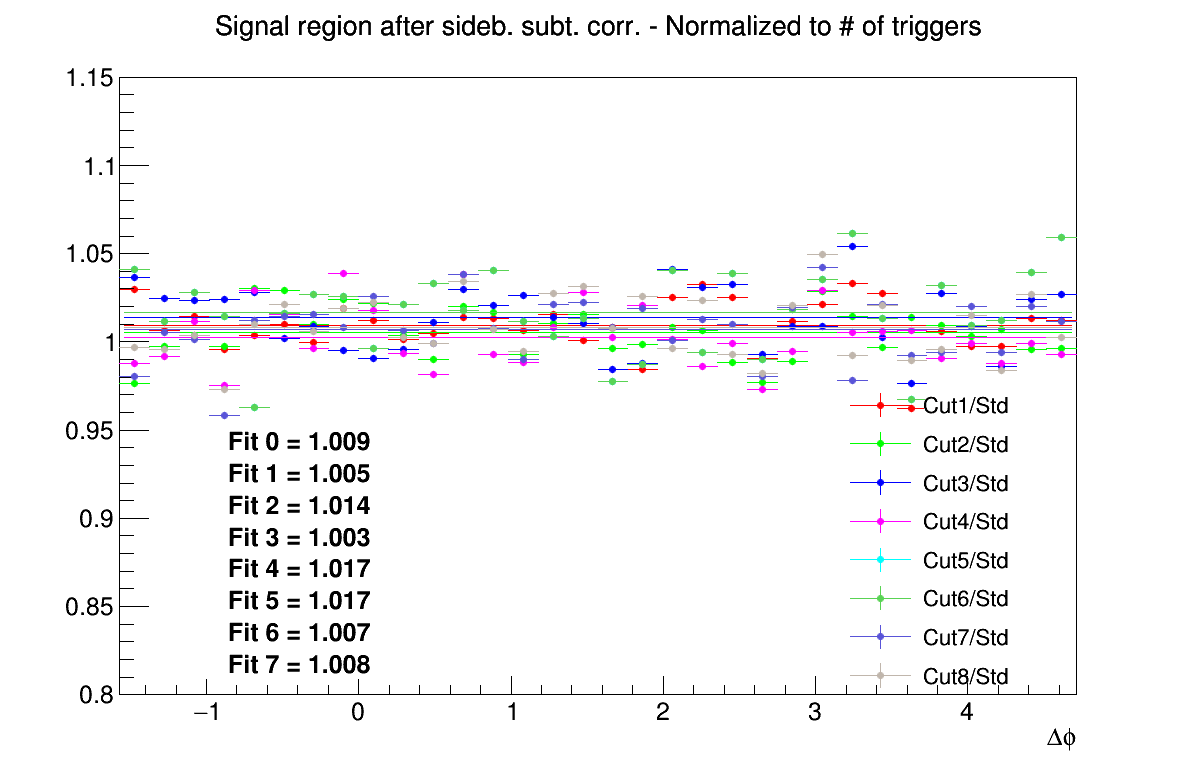 Signal region after sideb. subt. corr. - Normalized to # of triggers
1.15
1.1
1.05
1
0.95
0.9
0.85
0.8
Fit 0 = 1.009
Fit 1 = 1.005
Fit 2 = 1.014
Fit 3 = 1.003
Fit 4 = 1.017
Fit 5 = 1.017
Fit 6 = 1.007
Fit 7 = 1.008
Cut1/Std
Cut2/Std
Cut3/Std
Cut4/Std
Cut5/Std
Cut6/Std
Cut7/Std
Cut8/Std
−1 0 1 2 3 4
Δϕ